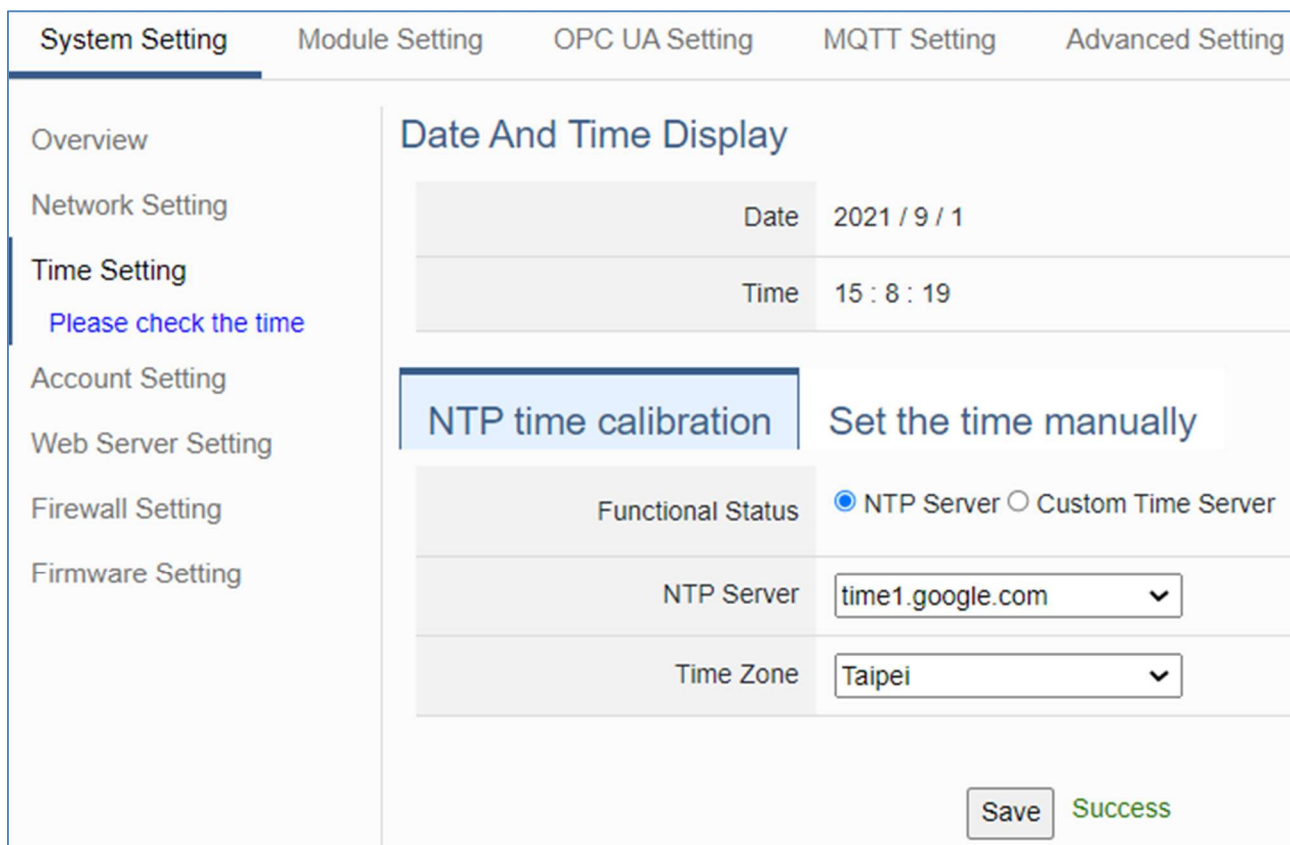 System Setting Module Setting OPC UA Setting MQTT Setting Advanced Setting
Overview
Network Setting
Time Setting
Please check the time
Account Setting
Web Server Setting
Firewall Setting
Firmware Setting
Date And Time Display
Date 2021 / 9 / 1
Time 15 : 8 : 19
NTP time calibration Set the time manually
Functional Status NTP Server Custom Time Server
NTP Server time1.google.com
Time Zone Taipei
Save Success